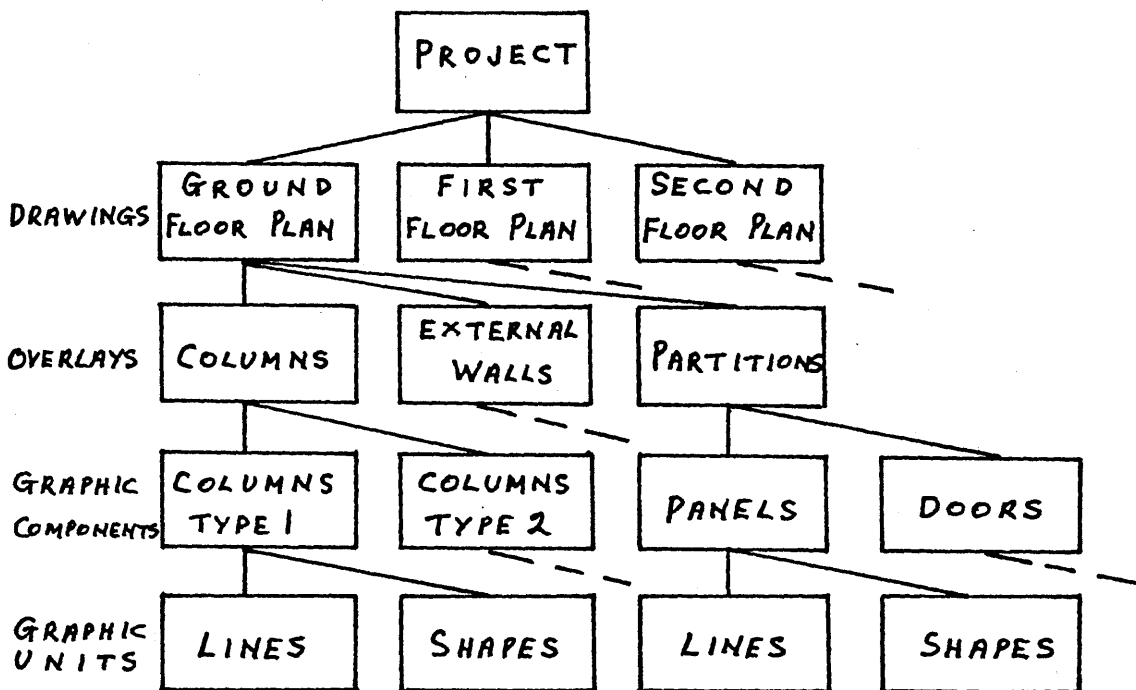 PROJECT
DRAWINGS
GROUND
FLOOR PLAN
FIRST
FLOOR PLAN
SECOND
FLOOR PLAN
OVERLAYS
COLUMNS
EXTERNAL
WALLS
PARTITIONS
GRAPHIC
COMPONENTS
COLUMNS
TYPE 1
COLUMNS
TYPE 2
PANELS
DOORS
GRAPHIC
UNITS
LINES
SHAPES
LINES
SHAPES